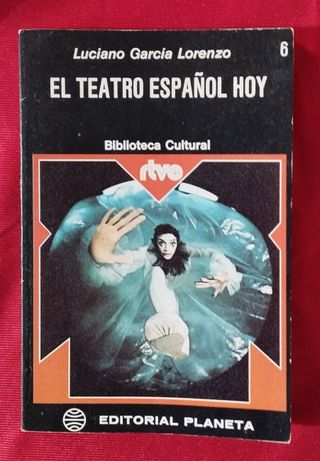 Luciano García Lorenzo 6
EL TEATRO ESPAÑOL HOY
Biblioteca Cultural
rtve
EDITORIAL PLANETA